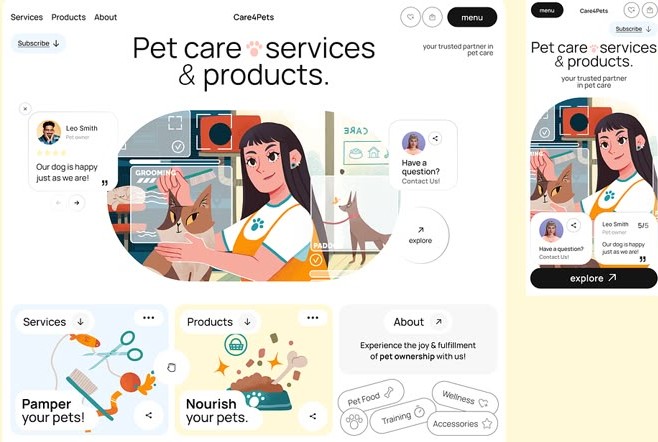 Services Products About
Care4Pets
menu
Subscribe
Pet care services
& products.
your trusted partner in
pet care
Leo Smith
Pet owner
Our dog is happy
just as we are!
GROOMING
CARE
Have a
question?
Contact Us!
explore
Services
Pamper
your pets!
Products
Nourish
your pets.
About
Experience the joy & fulfillment
of pet ownership with us!
Pet Food
Wellness
Training
Accessories
menu
Care4Pets
Subscribe
Pet care services
& products.
your trusted partner
in pet care
Have a question?
Contact Us!
Leo Smith 5/5
Pet owner
Our dog is happy
just as we are!
explore